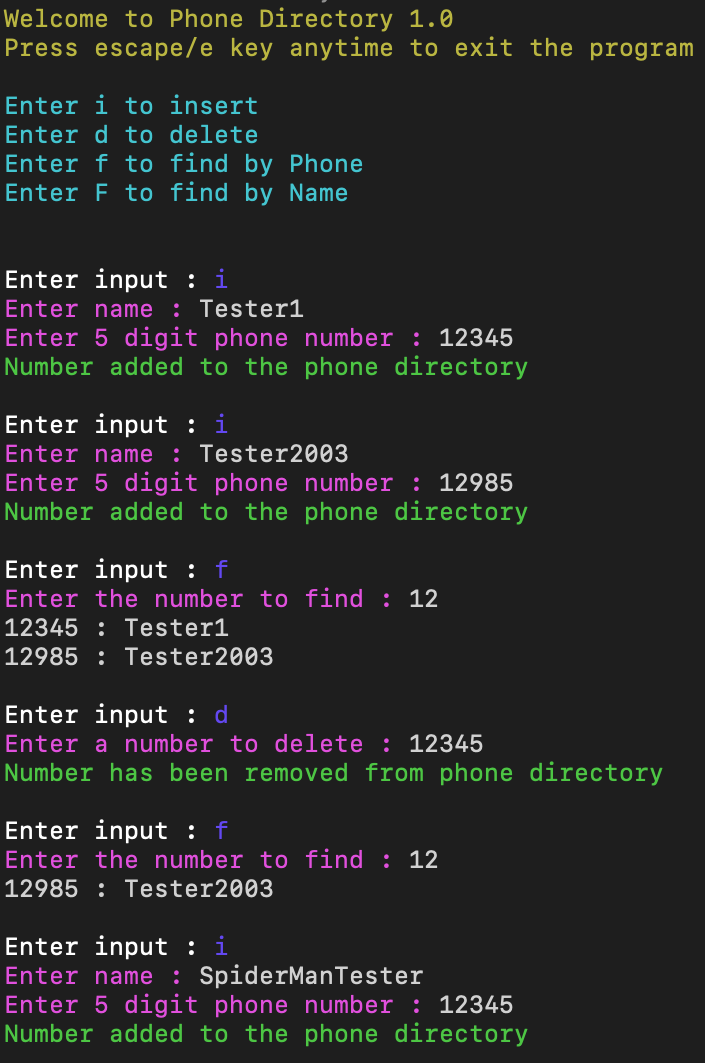 Welcome to Phone Directory 1.0
Press escape/e key anytime to exit the program
Enter i to insert
Enter d to delete
Enter f to find by Phone
Enter F to find by Name
Enter input : i
Enter name : Tester1
Enter 5 digit phone number : 12345
Number added to the phone directory
Enter input : i
Enter name : Tester2003
Enter 5 digit phone number : 12985
Number added to the phone directory
Enter input : f
Enter the number to find : 12
12345 : Tester1
12985 : Tester2003
Enter input : d
Enter a number to delete : 12345
Number has been removed from phone directory
Enter input : f
Enter the number to find : 12
12985 : Tester2003
Enter input : i
Enter name : SpiderManTester
Enter 5 digit phone number : 12345
Number added to the phone directory